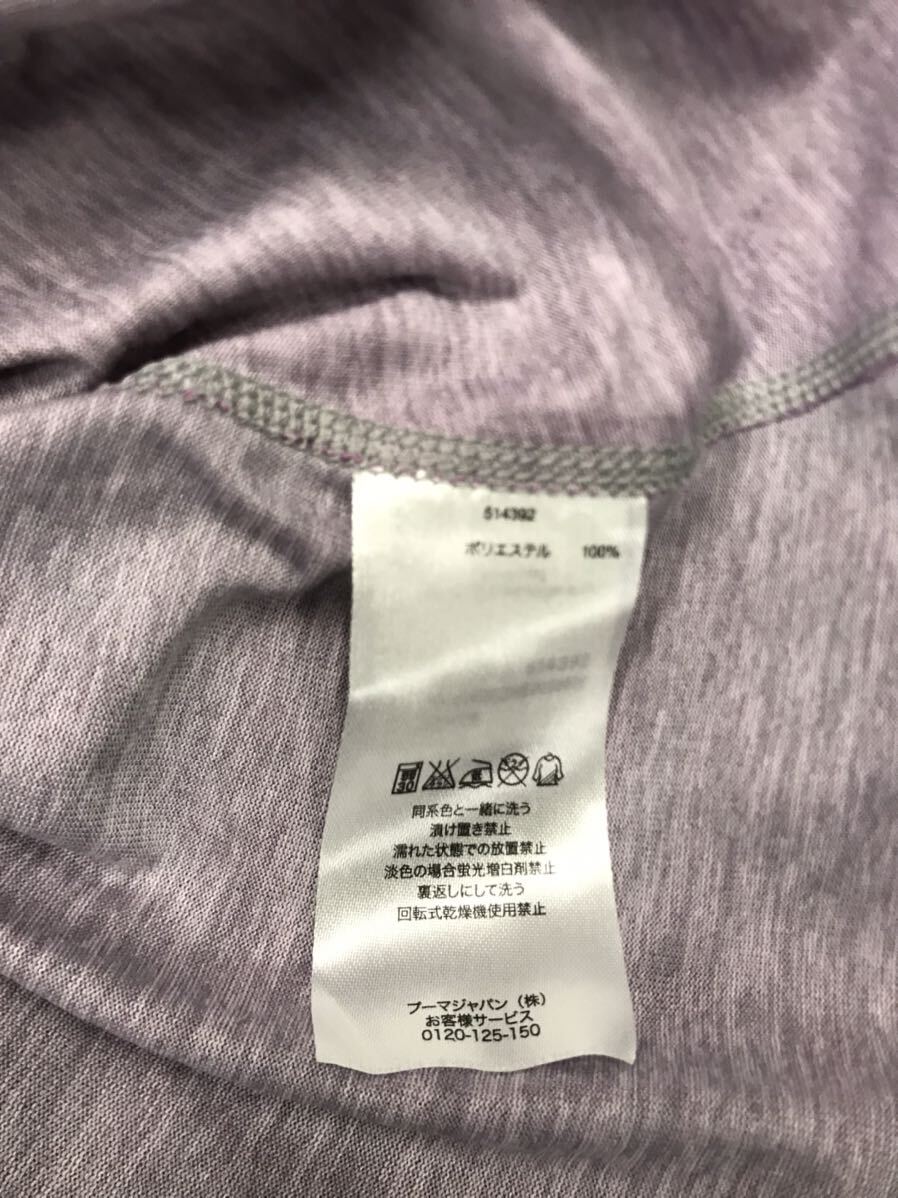 514392
ポリエステル 100%
30
同系色と一緒に洗う
漬け置き禁止
濡れた状態での放置禁止
淡色の場合蛍光増白剤禁止
裏返しにして洗う
回転式乾燥機使用禁止
プーマジャパン（株）
お客様サービス
0120-125-150